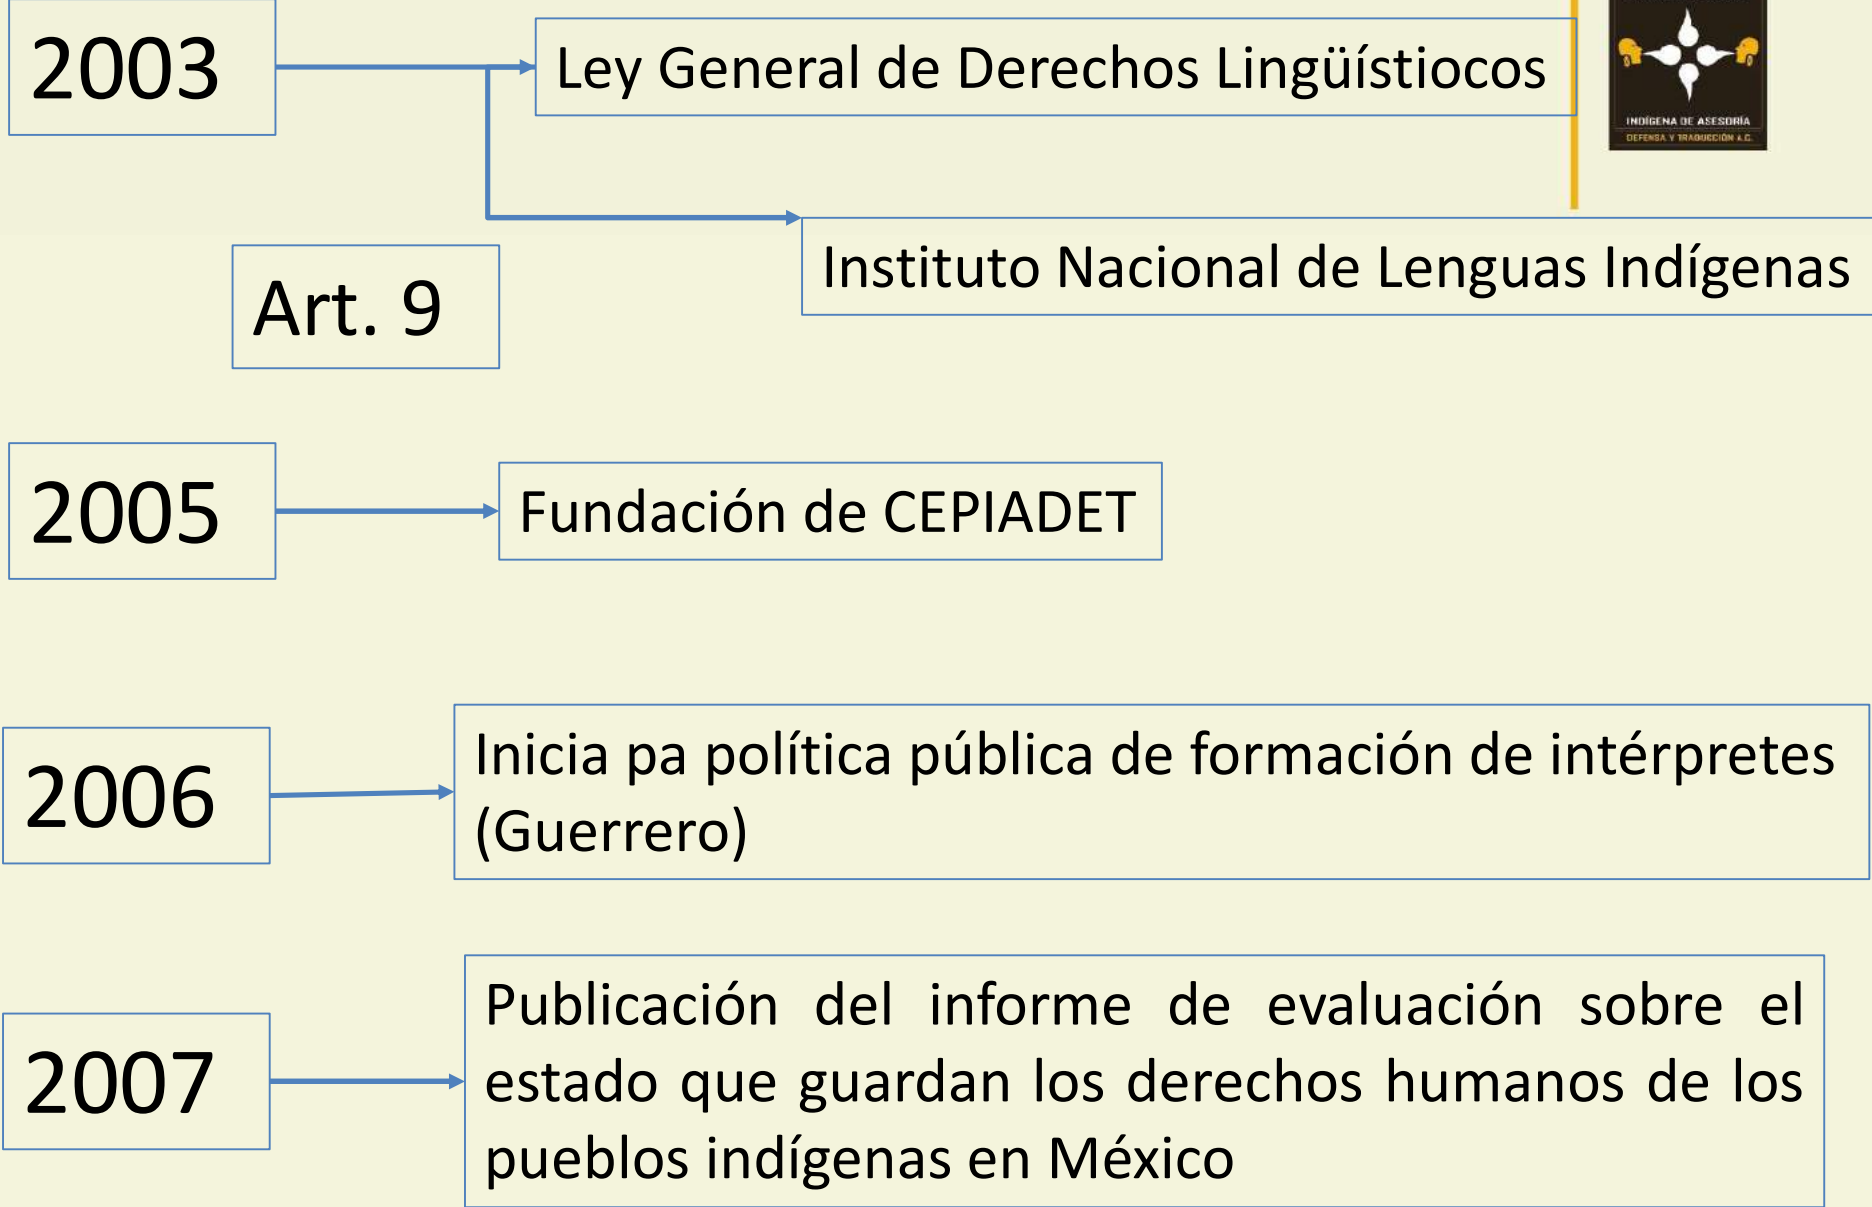 2003
Ley General de Derechos Lingüístiocos
INDÍGENA DE ASESORÍA
DEFENSA Y TRADUCCIÓN A.C.
Instituto Nacional de Lenguas Indígenas
Art. 9
2005
Fundación de CEPIADET
2006
Inicia pa política pública de formación de intérpretes
(Guerrero)
2007
Publicación del informe de evaluación sobre el
estado que guardan los derechos humanos de los
pueblos indígenas en México